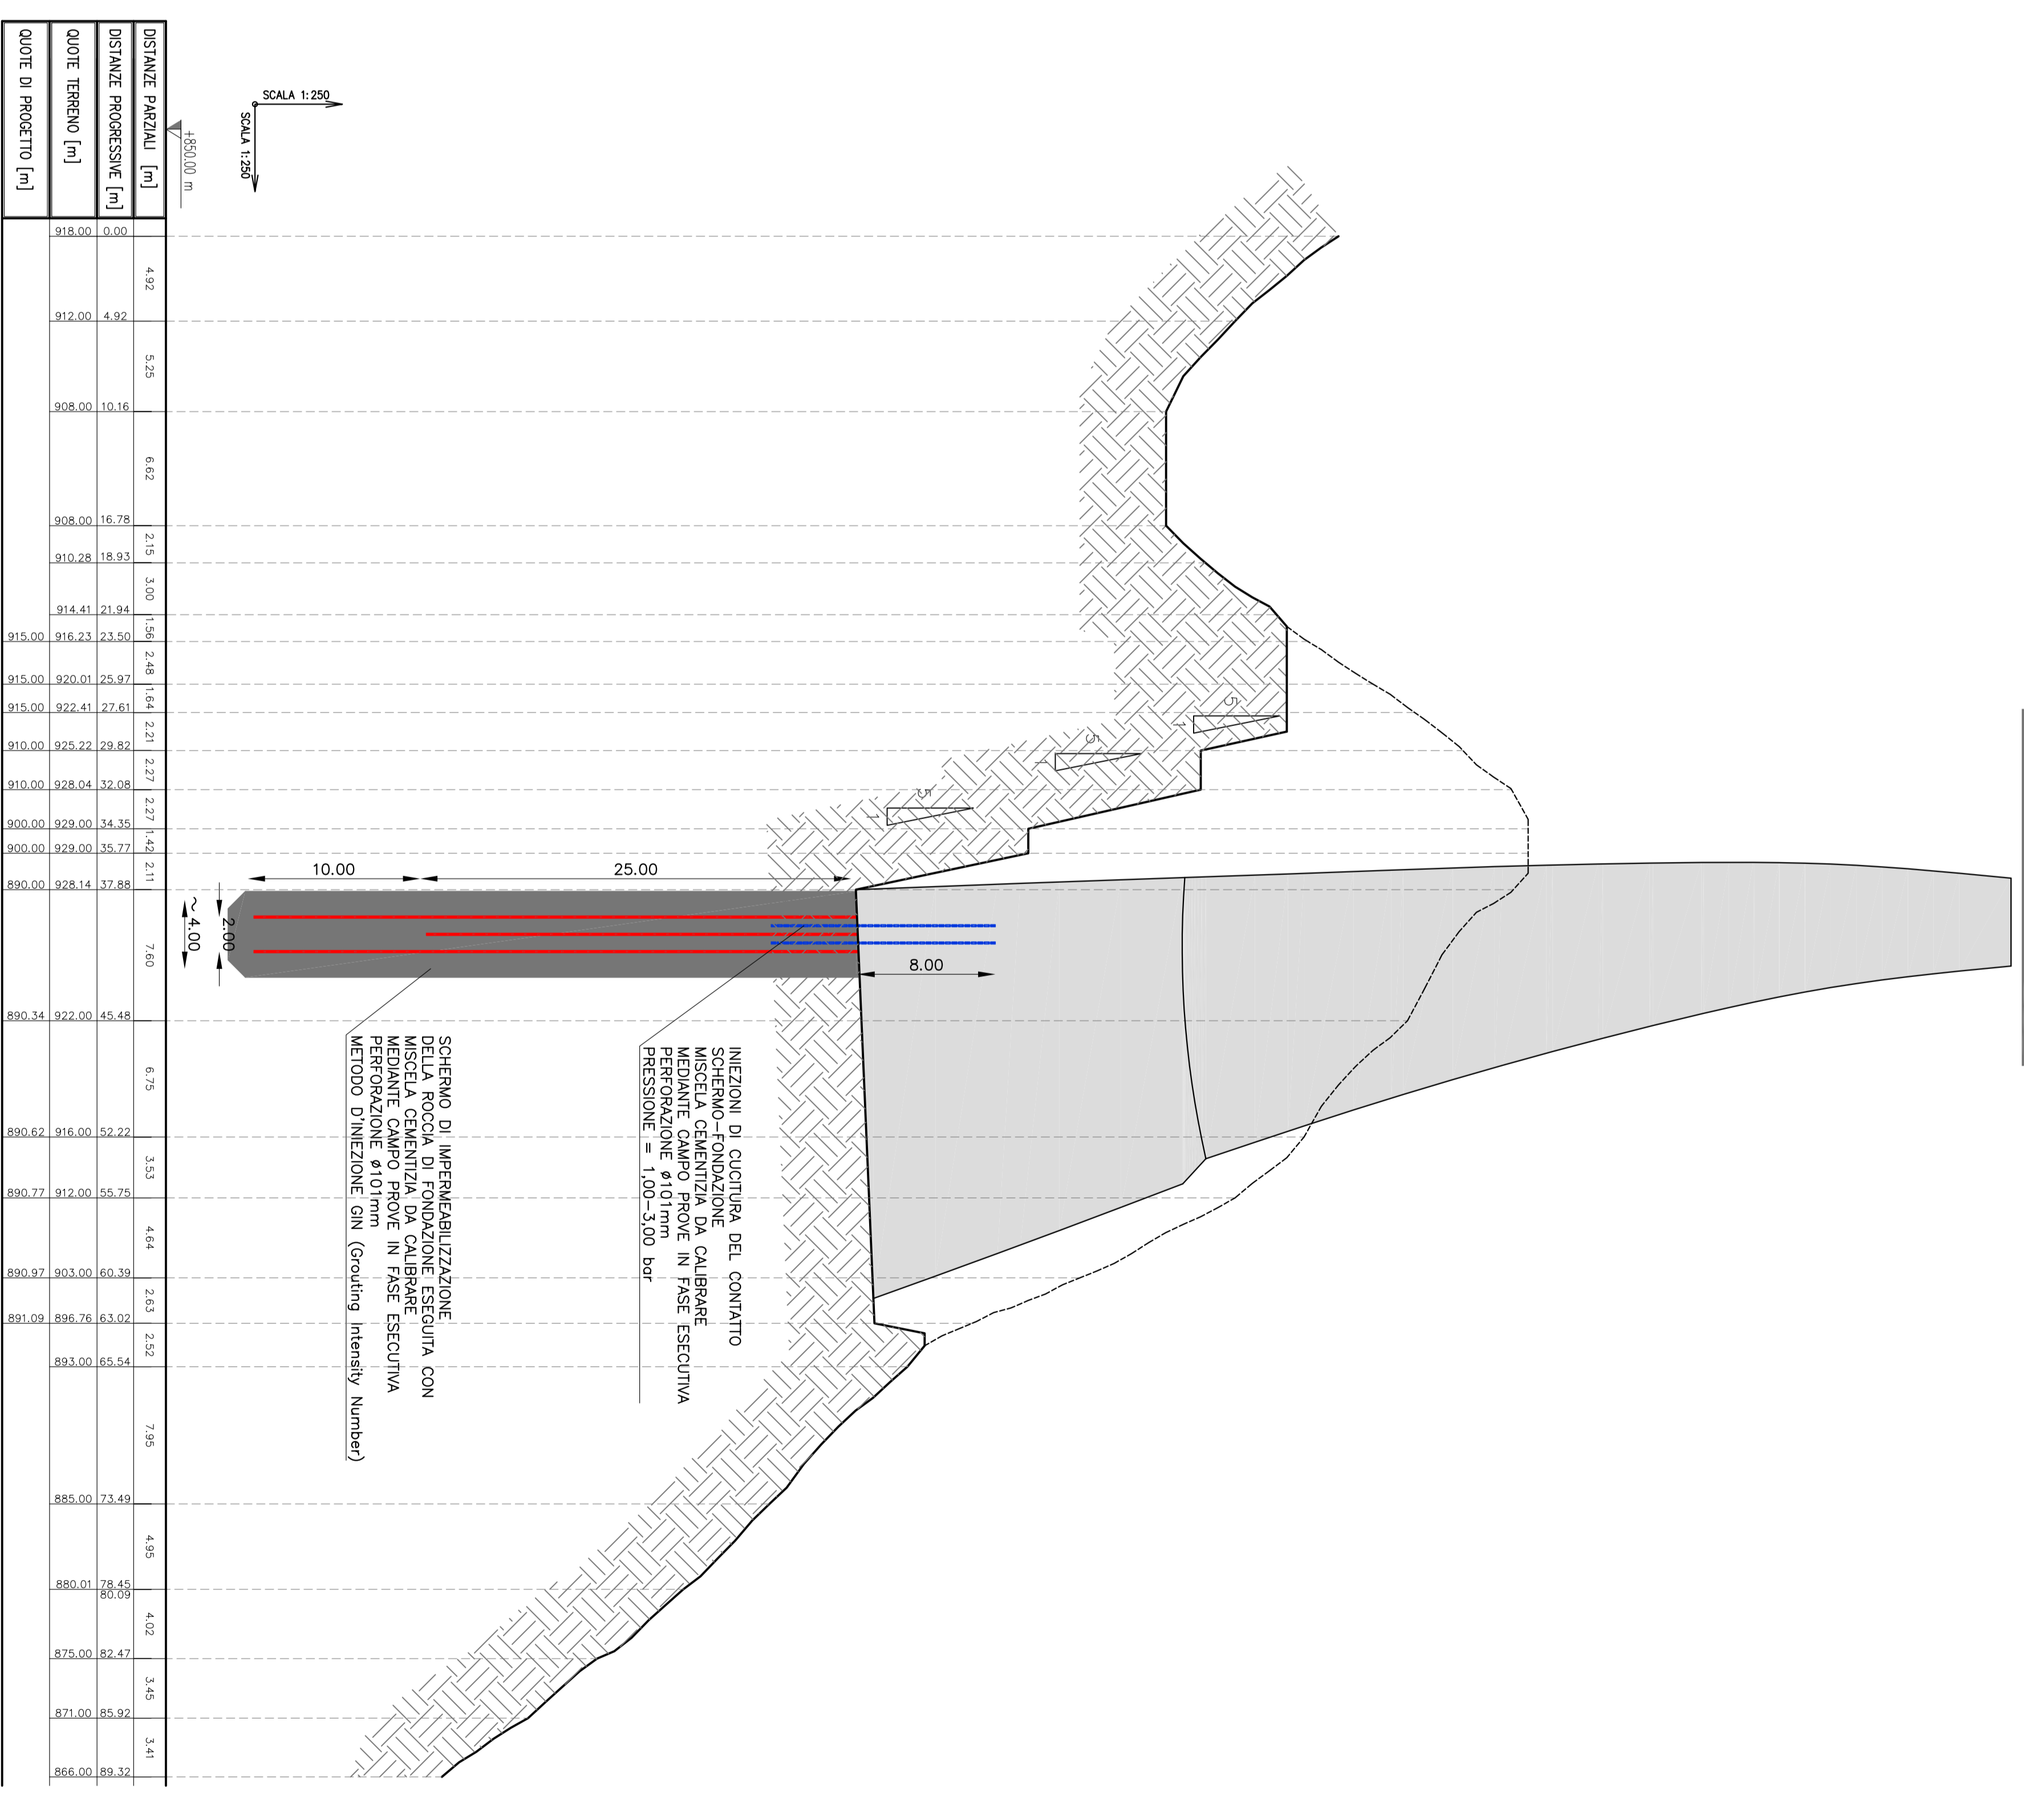 DISTANZE PARZIALI [m]
4.92 5.25 6.62 2.15 3.00 1.56 2.48 1.64 2.21 2.27 2.27 1.42 2.11 7.60 6.75 3.53 4.64 2.63 2.52 7.95 4.95 4.02 3.45 3.41
DISTANZE PROGRESSIVE [m]
0.00 4.92 10.16 16.78 18.93 21.94 23.50 25.97 27.61 29.82 32.08 34.35 35.77 37.88 45.48 52.22 55.75 60.39 63.02 65.54 73.49 78.45 80.09 82.47 85.92 89.32
QUOTE TERRENO [m]
918.00 912.00 908.00 908.00 910.28 914.41 916.23 920.01 922.41 925.22 928.04 929.00 929.00 928.14 922.00 916.00 912.00 903.00 896.76 893.00 885.00 880.01 875.00 871.00 866.00
QUOTE DI PROGETTO [m]
915.00 915.00 915.00 910.00 910.00 900.00 900.00 890.00 890.34 890.62 890.77 890.97 891.09
+850.00 m
SCALA 1:250
SCALA 1:250
5
1
5
1
5
1
10.00
25.00
8.00
2.00
~ 4.00
INIEZIONI DI CUCITURA DEL CONTATTO
SCHERMO-FONDAZIONE
MISCELA CEMENTIZIA DA CALIBRARE
MEDIANTE CAMPO PROVE IN FASE ESECUTIVA
PERFORAZIONE Ø101mm
PRESSIONE = 1,00-3,00 bar
SCHERMO DI IMPERMEABILIZZAZIONE
DELLA ROCCIA DI FONDAZIONE ESEGUITA CON
MISCELA CEMENTIZIA DA CALIBRARE
MEDIANTE CAMPO PROVE IN FASE ESECUTIVA
PERFORAZIONE Ø101mm
METODO D'INIEZIONE GIN (Grouting Intensity Number)